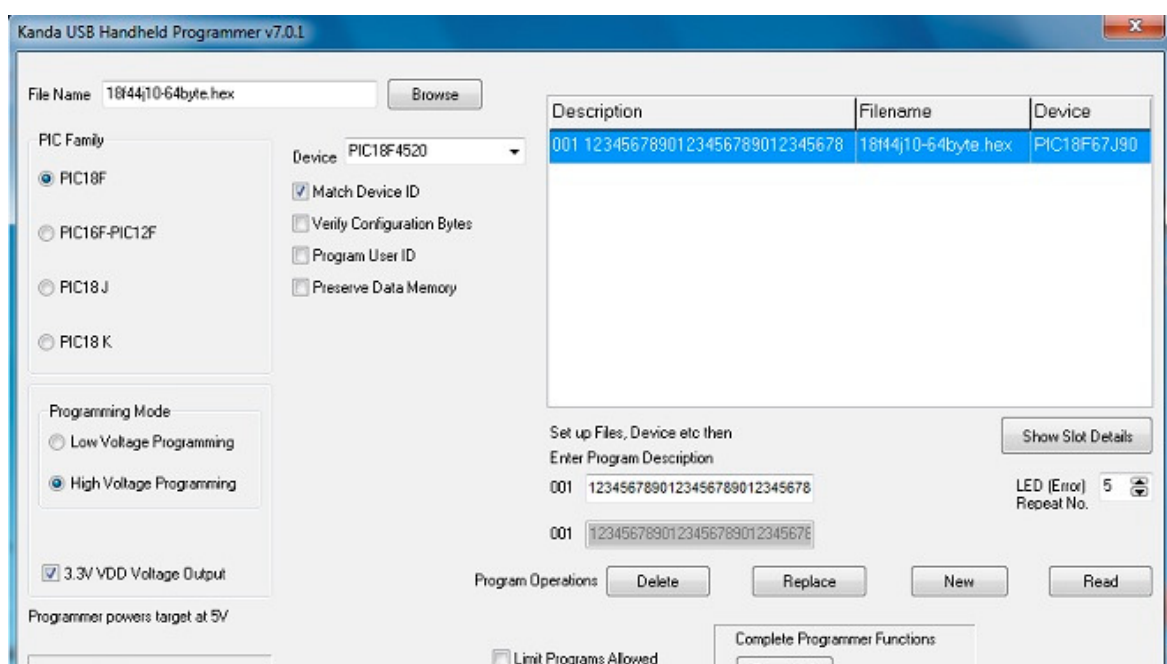 Kanda USB Handheld Programmer v7.0.1
File Name 18f44j10-64byte.hex Browse
PIC Family
PIC18F
PIC16F-PIC12F
PIC18 J
PIC18 K
Device PIC18F4520
Match Device ID
Verify Configuration Bytes
Program User ID
Preserve Data Memory
Description Filename Device
001 1234567890123456789012345678 18f44j10-64byte.hex PIC18F67J90
Programming Mode
Low Voltage Programming
High Voltage Programming
3.3V VDD Voltage Output
Programmer powers target at 5V
Set up Files, Device etc then
Enter Program Description
001 1234567890123456789012345678
001 1234567890123456789012345678
Show Slot Details
LED (Error) 5
Repeat No.
Program Operations Delete Replace New Read
Limit Programs Allowed
Complete Programmer Functions